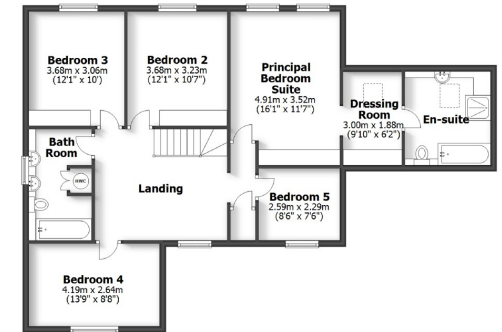 Bedroom 3
3.68m x 3.06m
(12'1" x 10')
Bedroom 2
3.68m x 3.23m
(12'1" x 10'7")
Principal
Bedroom
Suite
4.91m x 3.52m
(16'1" x 11'7")
Dressing
Room
3.00m x 1.88m
(9'10" x 6'2")
En-suite
Bath
Room
HWC
Landing
Bedroom 5
2.59m x 2.29m
(8'6" x 7'6")
Bedroom 4
4.19m x 2.64m
(13'9" x 8'8")